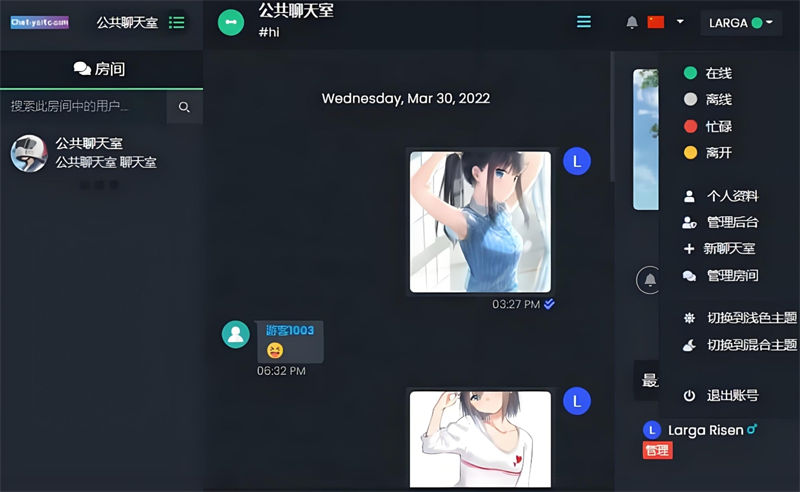 公共聊天室
公共聊天室
#hi
LARGA
房间
搜索此房间中的用户...
公共聊天室
公共聊天室 聊天室
Wednesday, Mar 30, 2022
L
03:27 PM
游客1003
06:32 PM
L
在线
离线
忙碌
离开
个人资料
管理后台
新聊天室
管理房间
切换到浅色主题
切换到混合主题
最
退出账号
L Larga Risen
管理